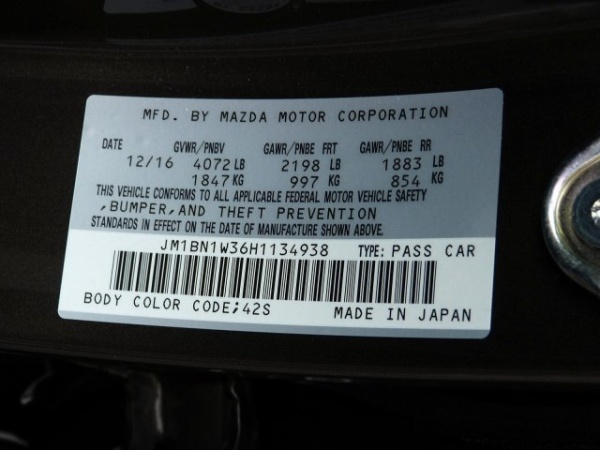 MFD. BY MAZDA MOTOR CORPORATION
DATE GVWR/PNBV GAWR/PNBE FRT GAWR/PNBE RR
12/16 4072 LB 2198 LB 1883 LB
1847 KG 997 KG 854 KG
THIS VEHICLE CONFORMS TO ALL APPLICABLE FEDERAL MOTOR VEHICLE SAFETY
,BUMPER,AND THEFT PREVENTION
STANDARDS IN EFFECT ON THE DATE OF MANUFACTURE SHOWN ABOVE.
JM1BN1W36H1134938 TYPE: PASS CAR
BODY COLOR CODE;42S MADE IN JAPAN